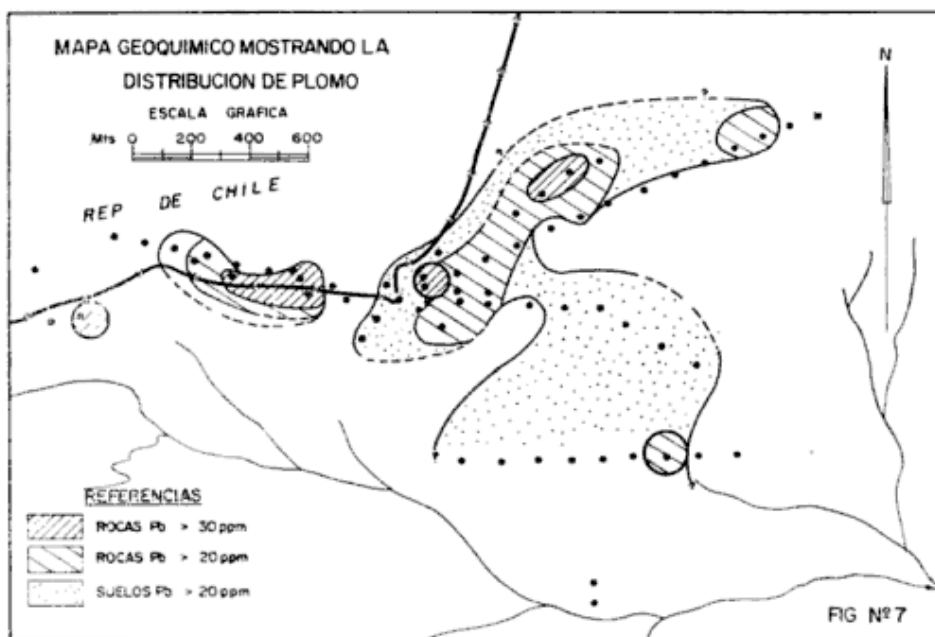 MAPA GEOQUIMICO MOSTRANDO LA
DISTRIBUCION DE PLOMO
ESCALA GRAFICA
Mts 0 200 400 600
N
REP DE CHILE
?
?
REFERENCIAS
ROCAS Pb > 30 ppm
ROCAS Pb > 20 ppm
SUELOS Pb > 20 ppm
FIG Nº 7